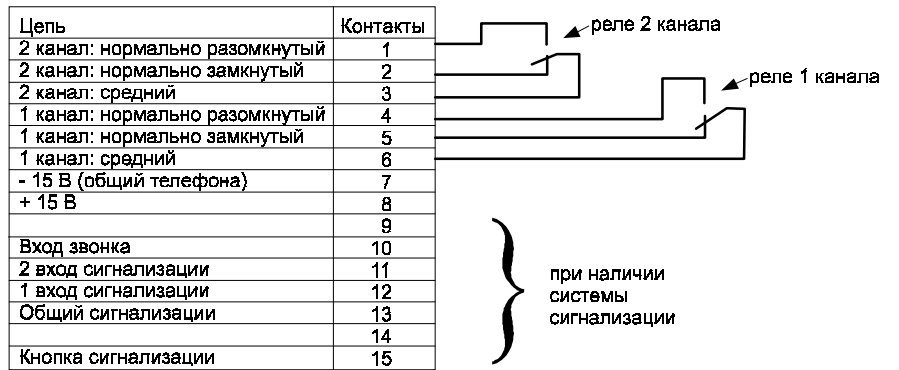 Цепь Контакты
2 канал: нормально разомкнутый 1
2 канал: нормально замкнутый 2
2 канал: средний 3
1 канал: нормально разомкнутый 4
1 канал: нормально замкнутый 5
1 канал: средний 6
- 15 В (общий телефона) 7
+ 15 В 8
9
Вход звонка 10
2 вход сигнализации 11
1 вход сигнализации 12
Общий сигнализации 13
14
Кнопка сигнализации 15
реле 2 канала
реле 1 канала
при наличии
системы
сигнализации